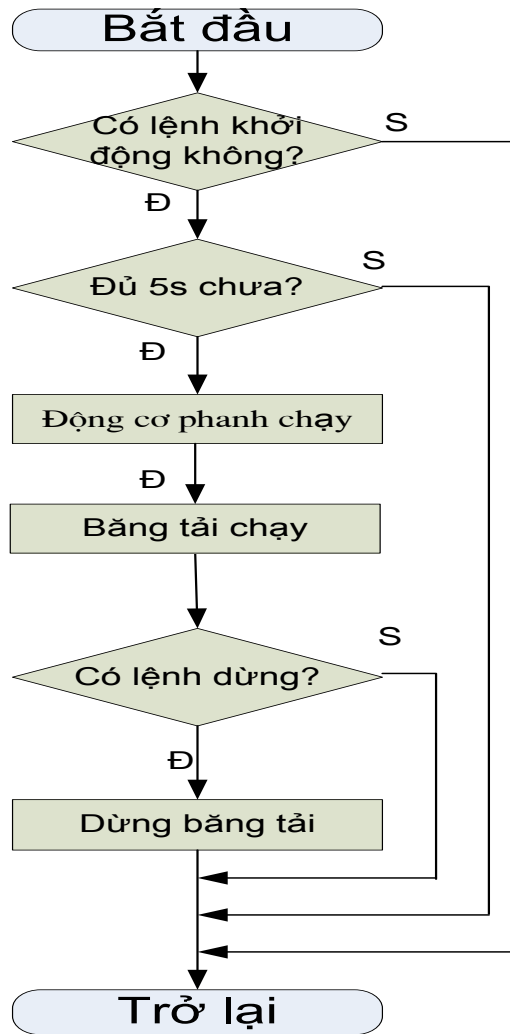 Bắt đầu
Có lệnh khởi
động không?
S
Đ
Đủ 5s chưa?
S
Đ
Động cơ phanh chạy
Đ
Băng tải chạy
Có lệnh dừng?
S
Đ
Dừng băng tải
Trở lại